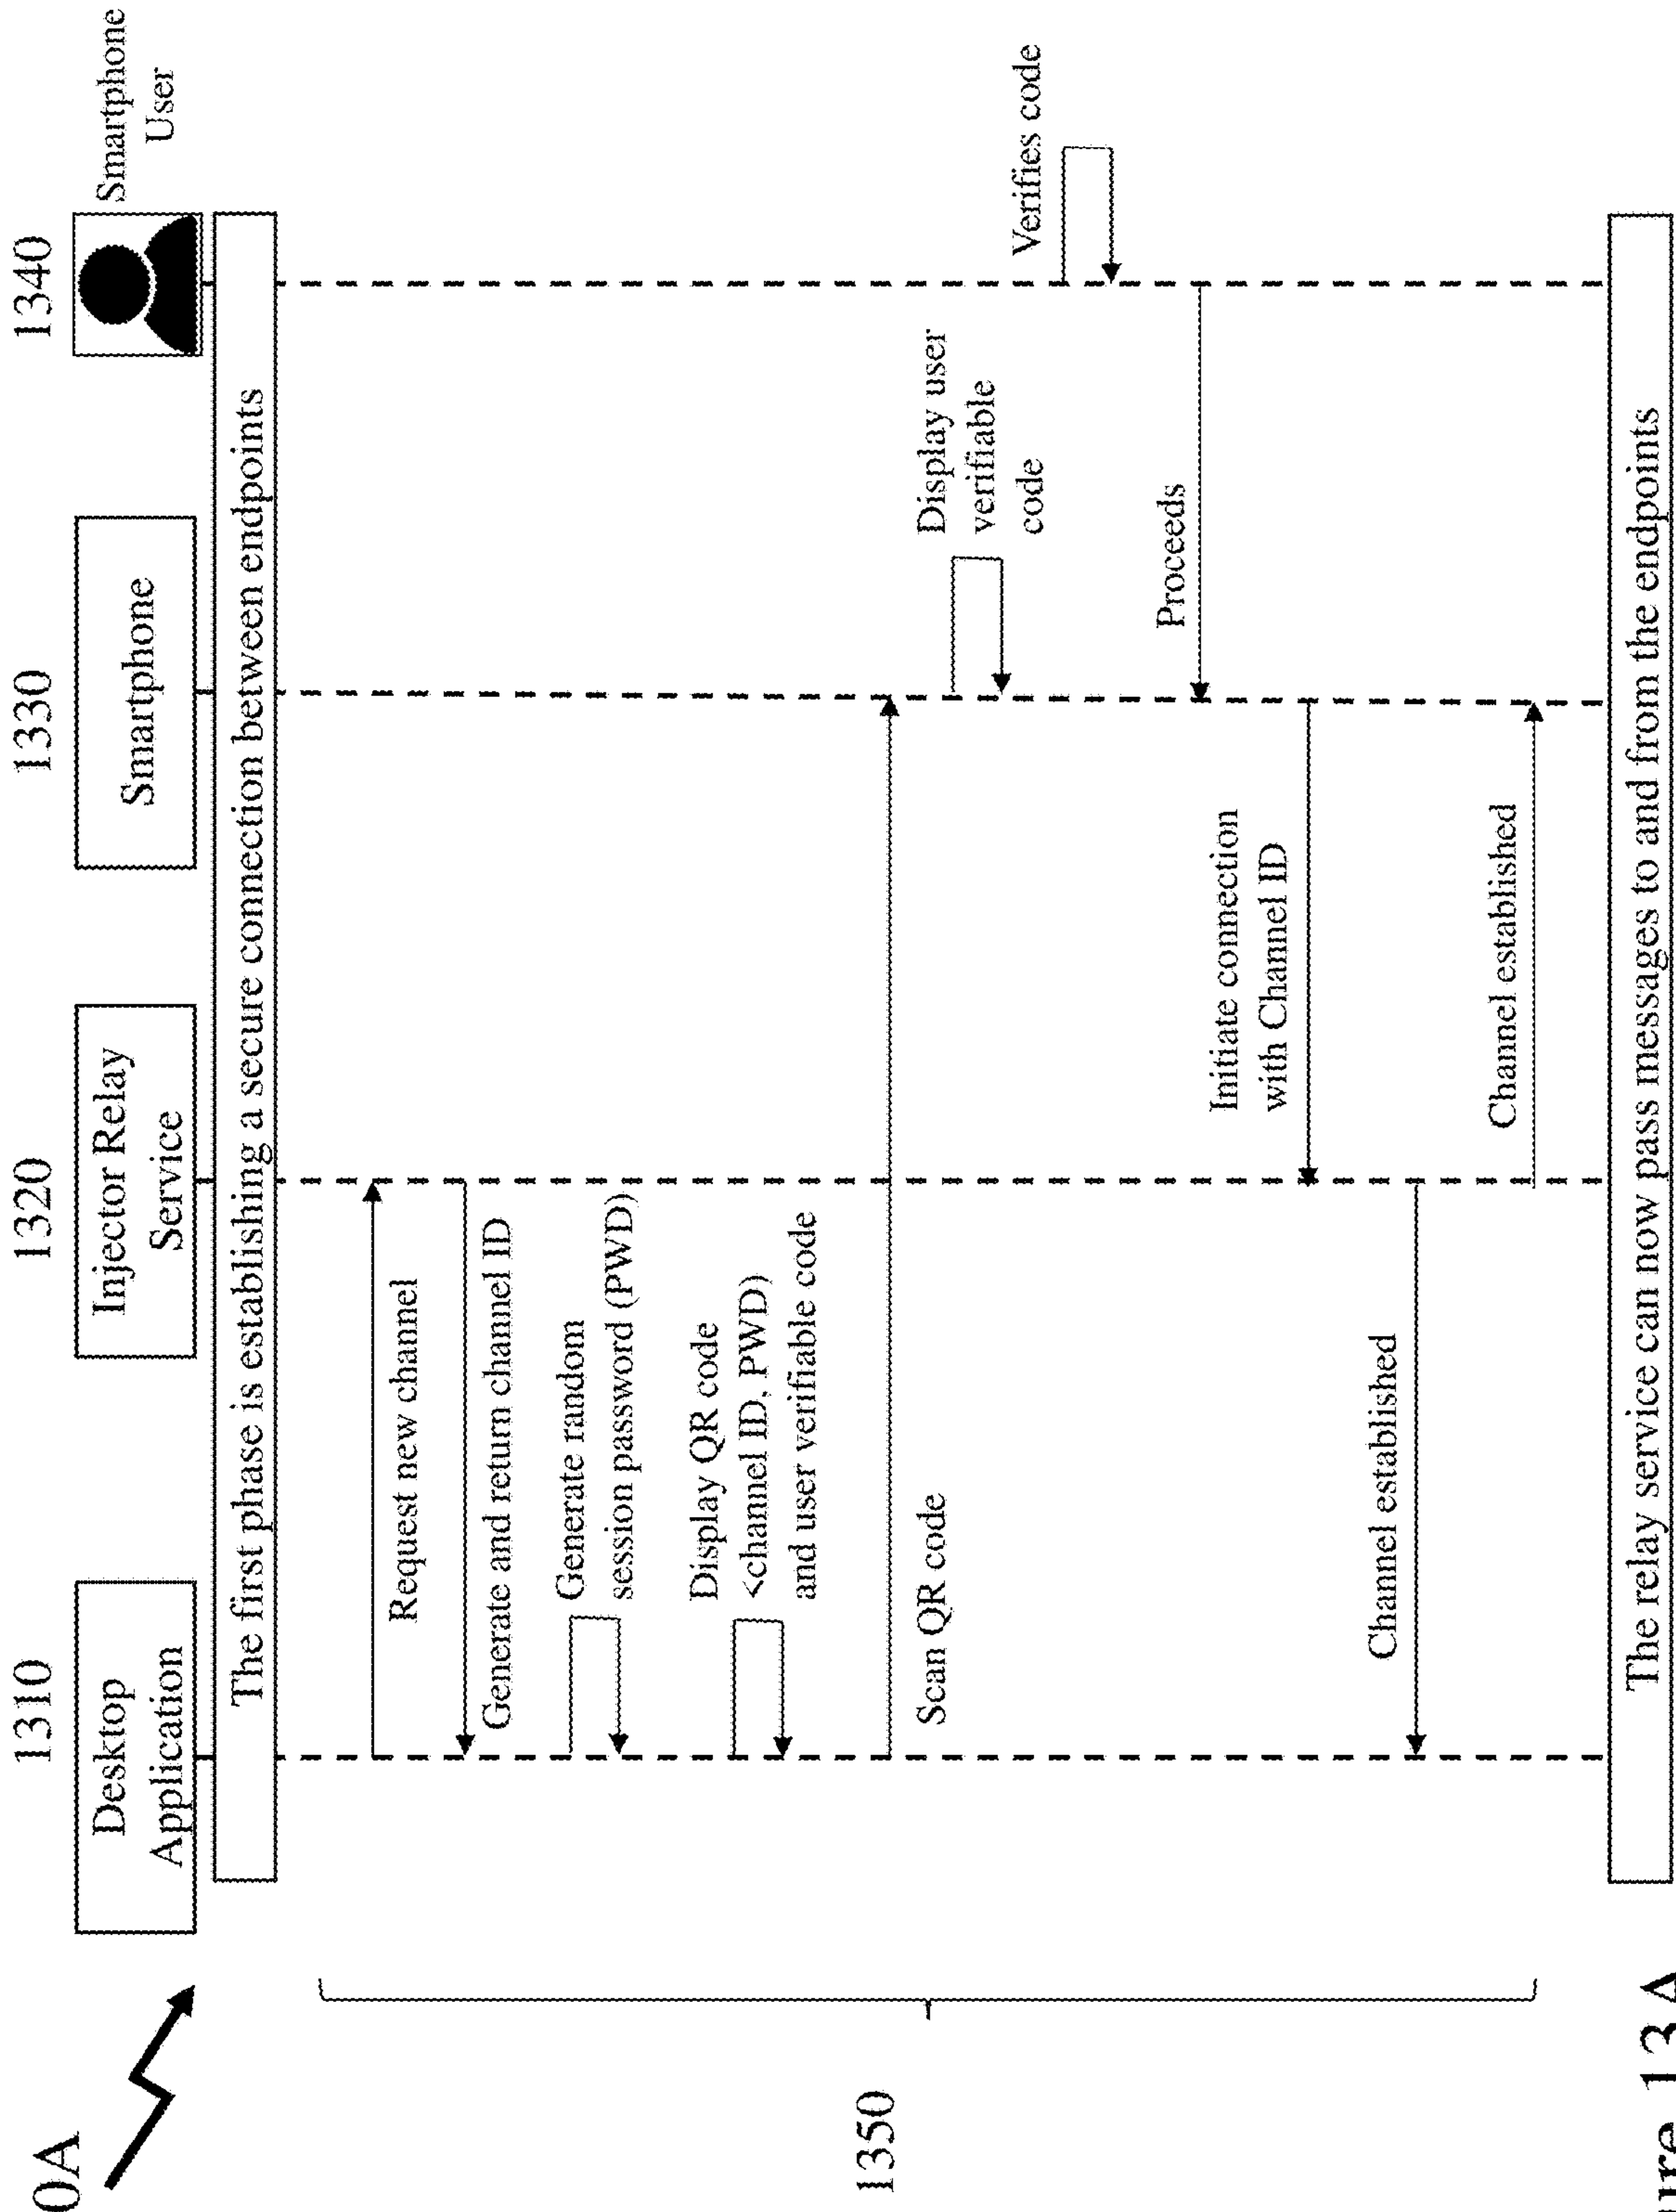 0A
1310
1320
1330
1340
Desktop
Application
Injector Relay
Service
Smartphone
Smartphone
User
The first phase is establishing a secure connection between endpoints
Request new channel
Generate and return channel ID
Generate random
session password (PWD)
Display QR code
<channel ID, PWD)
and user verifiable code
Scan QR code
Display user
verifiable
code
Verifies code
Proceeds
Initiate connection
with Channel ID
Channel established
Channel established
1350
The relay service can now pass messages to and from the endpoints
ure 13A